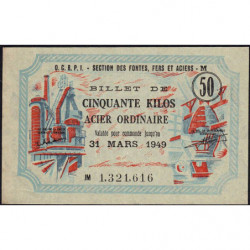 O.C.R.P.I. - SECTION DES FONTES, FERS ET ACIERS - M
BILLET DE
50
CINQUANTE KILOS
ACIER ORDINAIRE
Valable pour commande jusqu'au
31 MARS 1949
IM 1.321.616